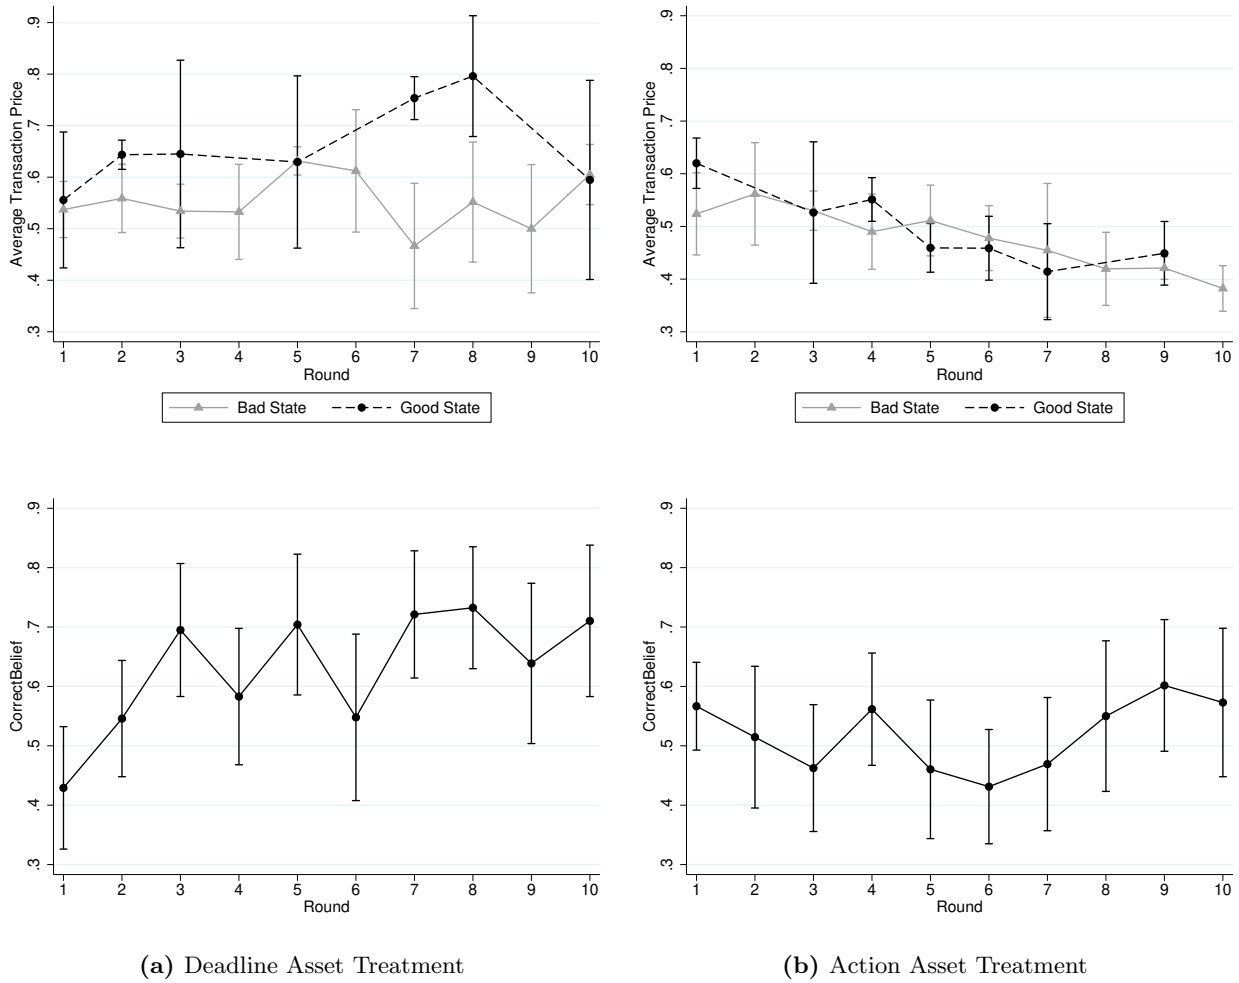 Average Transaction Price
.9
.8
.7
.6
.5
.4
.3
1 2 3 4 5 6 7 8 9 10
Round
Bad State Good State
Average Transaction Price
.9
.8
.7
.6
.5
.4
.3
1 2 3 4 5 6 7 8 9 10
Round
Bad State Good State
CorrectBelief
.9
.8
.7
.6
.5
.4
.3
1 2 3 4 5 6 7 8 9 10
Round
CorrectBelief
.9
.8
.7
.6
.5
.4
.3
1 2 3 4 5 6 7 8 9 10
Round
(a) Deadline Asset Treatment
(b) Action Asset Treatment